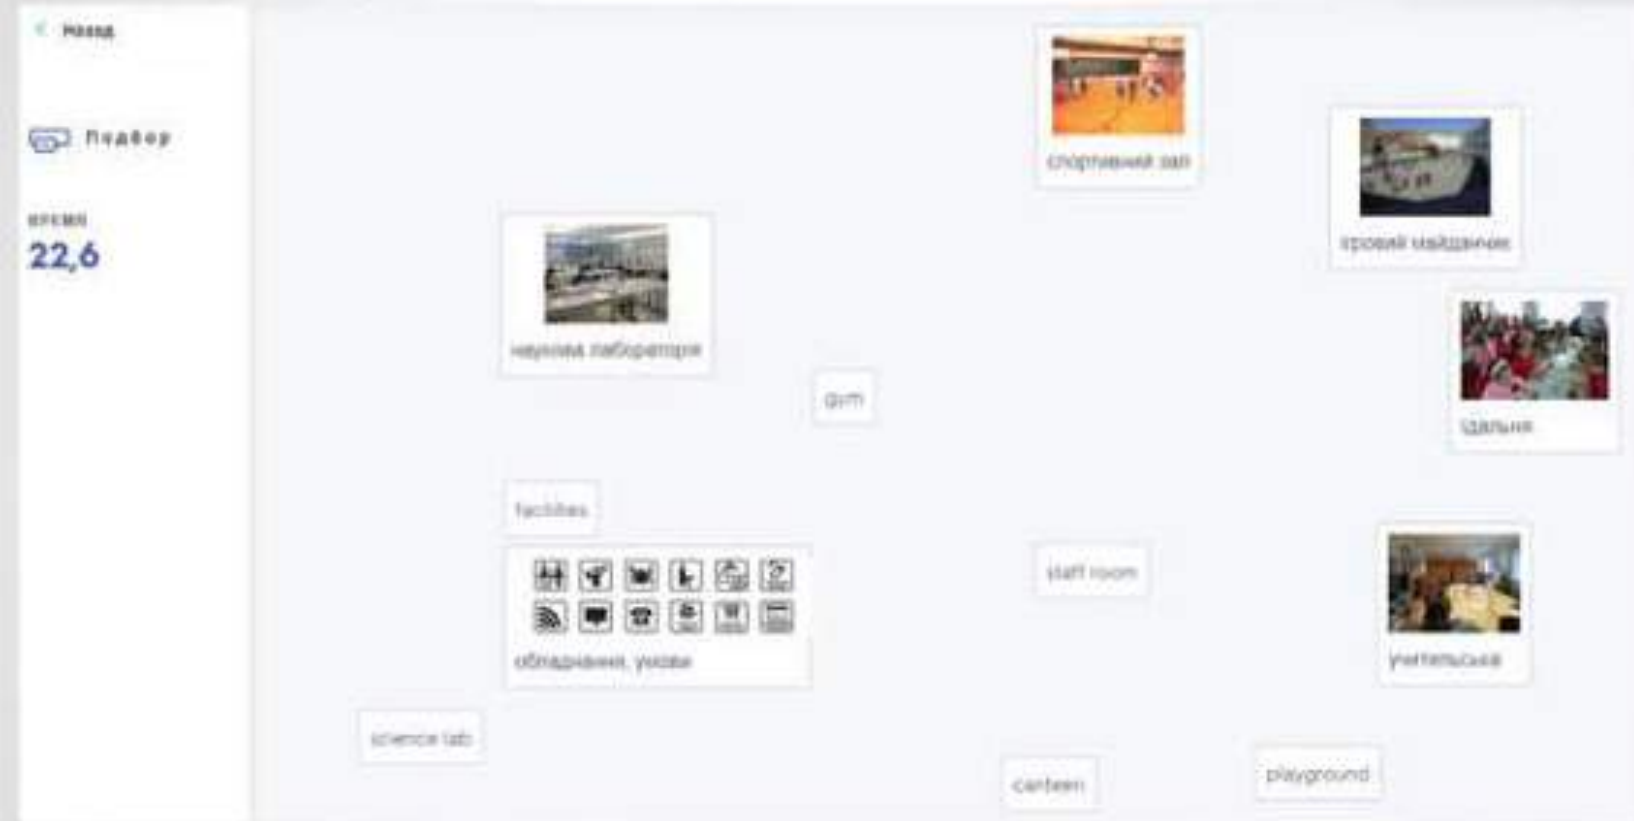 Назад
Подбор
время
22,6
спортивний зал
ігровий майданчик
наукова лабораторія
gym
їдальня
facilities
обладнання, умови
staff room
учительська
science lab
canteen
playground